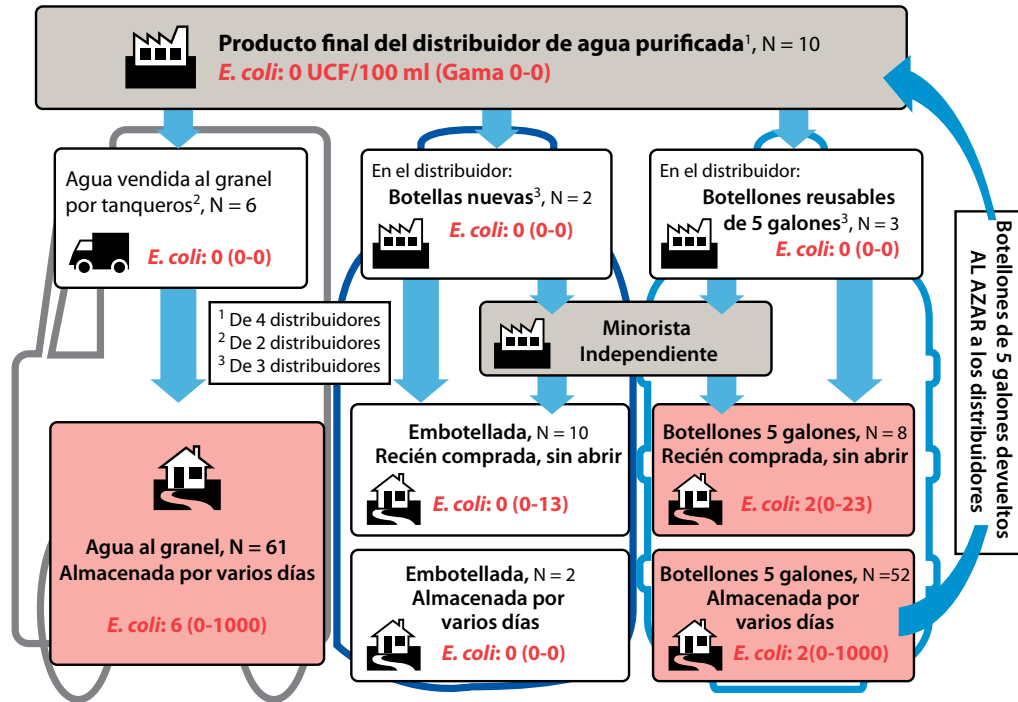 Producto final del distribuidor de agua purificada¹, N = 10
E. coli: 0 UCF/100 ml (Gama 0-0)
Agua vendida al granel
por tanqueros², N = 6
E. coli: 0 (0-0)
En el distribuidor:
Botellas nuevas³, N = 2
E. coli: 0 (0-0)
En el distribuidor:
Botellones reusables
de 5 galones³, N = 3
E. coli: 0 (0-0)
¹ De 4 distribuidores
² De 2 distribuidores
³ De 3 distribuidores
Minorista
Independiente
Agua al granel, N = 61
Almacenada por varios días
E. coli: 6 (0-1000)
Embotellada, N = 10
Recién comprada, sin abrir
E. coli: 0 (0-13)
Botellones 5 galones, N = 8
Recién comprada, sin abrir
E. coli: 2(0-23)
Embotellada, N = 2
Almacenada por
varios días
E. coli: 0 (0-0)
Botellones 5 galones, N =52
Almacenada por
varios días
E. coli: 2(0-1000)
Botellones de 5 galones devueltos
AL AZAR a los distribuidores